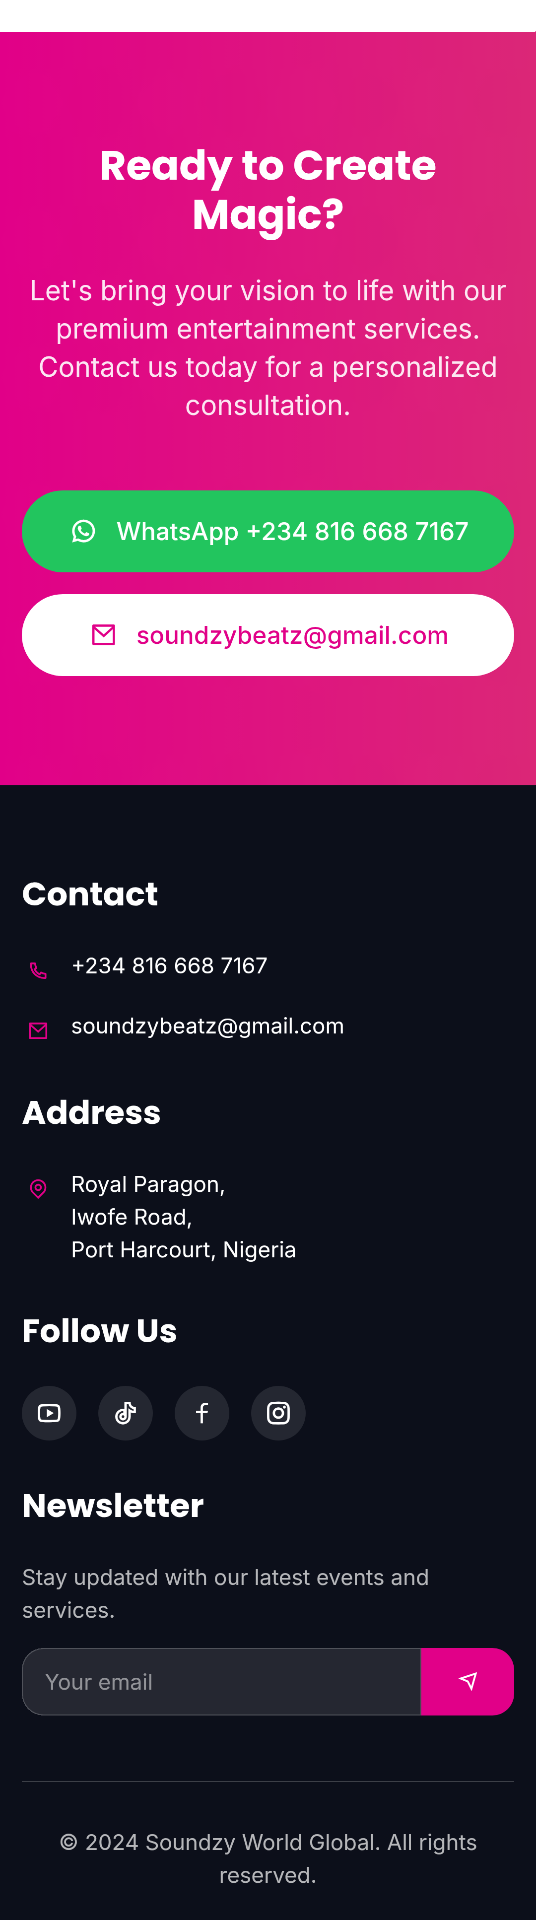 Ready to Create
Magic?
Let's bring your vision to life with our
premium entertainment services.
Contact us today for a personalized
consultation.
WhatsApp +234 816 668 7167
soundzybeatz@gmail.com
Contact
+234 816 668 7167
soundzybeatz@gmail.com
Address
Royal Paragon,
Iwofe Road,
Port Harcourt, Nigeria
Follow Us
Newsletter
Stay updated with our latest events and
services.
Your email
© 2024 Soundzy World Global. All rights
reserved.